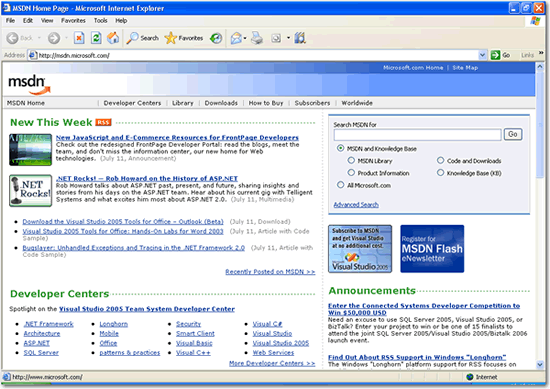 MSDN Home Page - Microsoft Internet Explorer
File Edit View Favorites Tools Help
Back Search Favorites
Address http://msdn.microsoft.com/ Go Links
Microsoft.com Home | Site Map
msdn
MSDN Home | Developer Centers | Library | Downloads | How to Buy | Subscribers | Worldwide
New This Week RSS
New JavaScript and E-Commerce Resources for FrontPage Developers
Check out the redesigned FrontPage Developer Portal: read the blogs, meet the
team, and don't miss the information center, our new home for Web
technologies. (July 11, Announcement)
.NET Rocks!
.NET Rocks! -- Rob Howard on the History of ASP.NET
Rob Howard talks about ASP.NET past, present, and future, sharing insights and
stories from his days on the ASP.NET team. Hear about his current gig with Telligent
Systems and what excites him most about ASP.NET 2.0. (July 11, Multimedia)
Download the Visual Studio 2005 Tools for Office - Outlook (Beta) (July 11, Download)
Visual Studio 2005 Tools for Office: Hands-On Labs for Word 2003 (July 11, Article with Code
Sample)
Bugslayer: Unhandled Exceptions and Tracing in the .NET Framework 2.0 (July 11, Article with
Code Sample)
Recently Posted on MSDN >>
Developer Centers
Spotlight on the Visual Studio 2005 Team System Developer Center
.NET Framework Longhorn Security Visual C#
Architecture Mobile Smart Client Visual Studio
ASP.NET Office Visual Basic Visual Studio 2005
SQL Server patterns & practices Visual C++ Web Services
More Developer Centers >>
Search MSDN for
Go
MSDN and Knowledge Base
MSDN Library Code and Downloads
Product Information Knowledge Base (KB)
All Microsoft.com
Advanced Search
Subscribe to MSDN
and get Visual Studio
at no additional cost.
Visual Studio 2005
Register for
MSDN Flash
eNewsletter
Announcements
Enter the Connected Systems Developer Competition to
Win $50,000 USD
Need an excuse to use SQL Server 2005, Visual Studio 2005, or
BizTalk? Enter your project to win or be one of 15 finalists to
attend the joint SQL Server 2005/Visual Studio 2005/Biztalk 2006
launch event.
Find Out About RSS Support in Windows "Longhorn"
The Windows "Longhorn" platform support for RSS focuses on
http://www.microsoft.com/ Internet